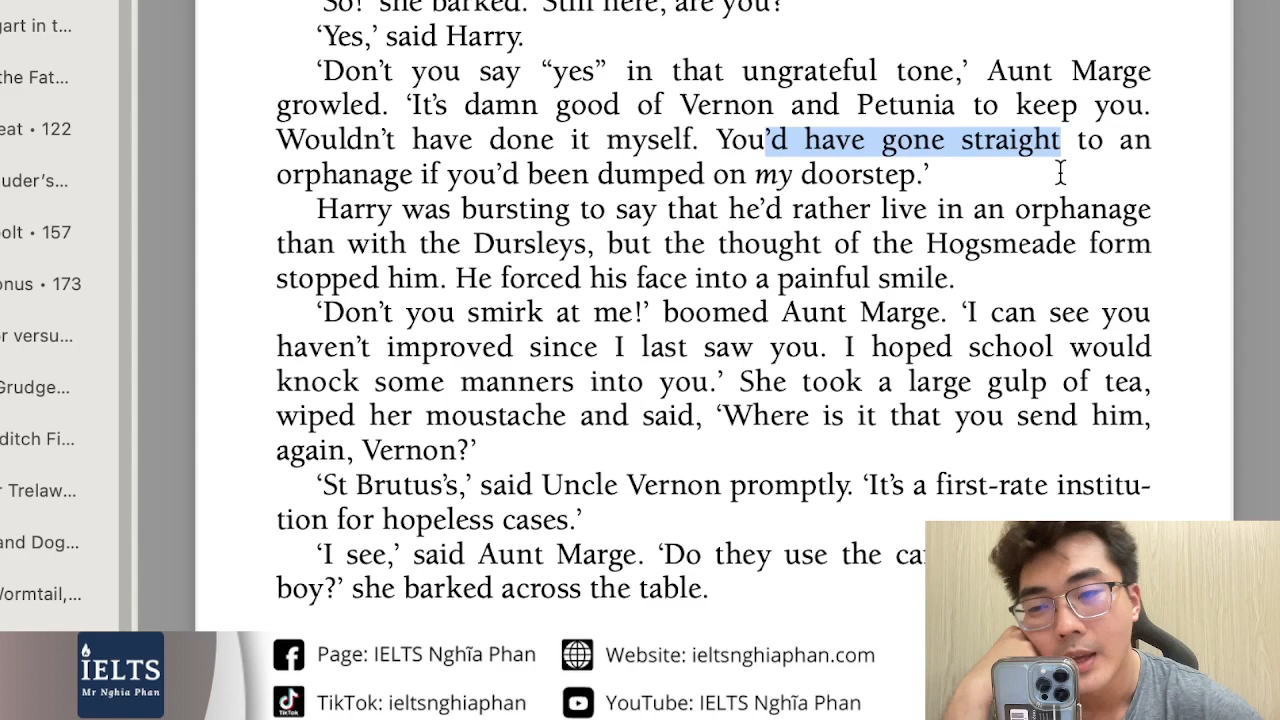 'So!' she barked. 'Still here, are you?'
'Yes,' said Harry.
'Don't you say “yes” in that ungrateful tone,' Aunt Marge
growled. 'It's damn good of Vernon and Petunia to keep you.
Wouldn't have done it myself. You'd have gone straight to an
orphanage if you'd been dumped on my doorstep.'
Harry was bursting to say that he'd rather live in an orphanage
than with the Dursleys, but the thought of the Hogsmeade form
stopped him. He forced his face into a painful smile.
'Don't you smirk at me!' boomed Aunt Marge. 'I can see you
haven't improved since I last saw you. I hoped school would
knock some manners into you.' She took a large gulp of tea,
wiped her moustache and said, 'Where is it that you send him,
again, Vernon?'
'St Brutus's,' said Uncle Vernon promptly. 'It's a first-rate institu-
tion for hopeless cases.'
'I see,' said Aunt Marge. 'Do they use the
boy?' she barked across the table.
gart in t...
the Fat...
eat • 122
uder's...
olt • 157
onus • 173
or versu...
Grudge...
ditch Fi...
r Trelaw...
and Dog...
Wormtail,...
IELTS
Mr Nghia Phan
Page: IELTS Nghĩa Phan
Website: ieltsnghiaphan.com
TikTok
TikTok: ieltsnghiaphan
YouTube: IELTS Nghĩa Phan